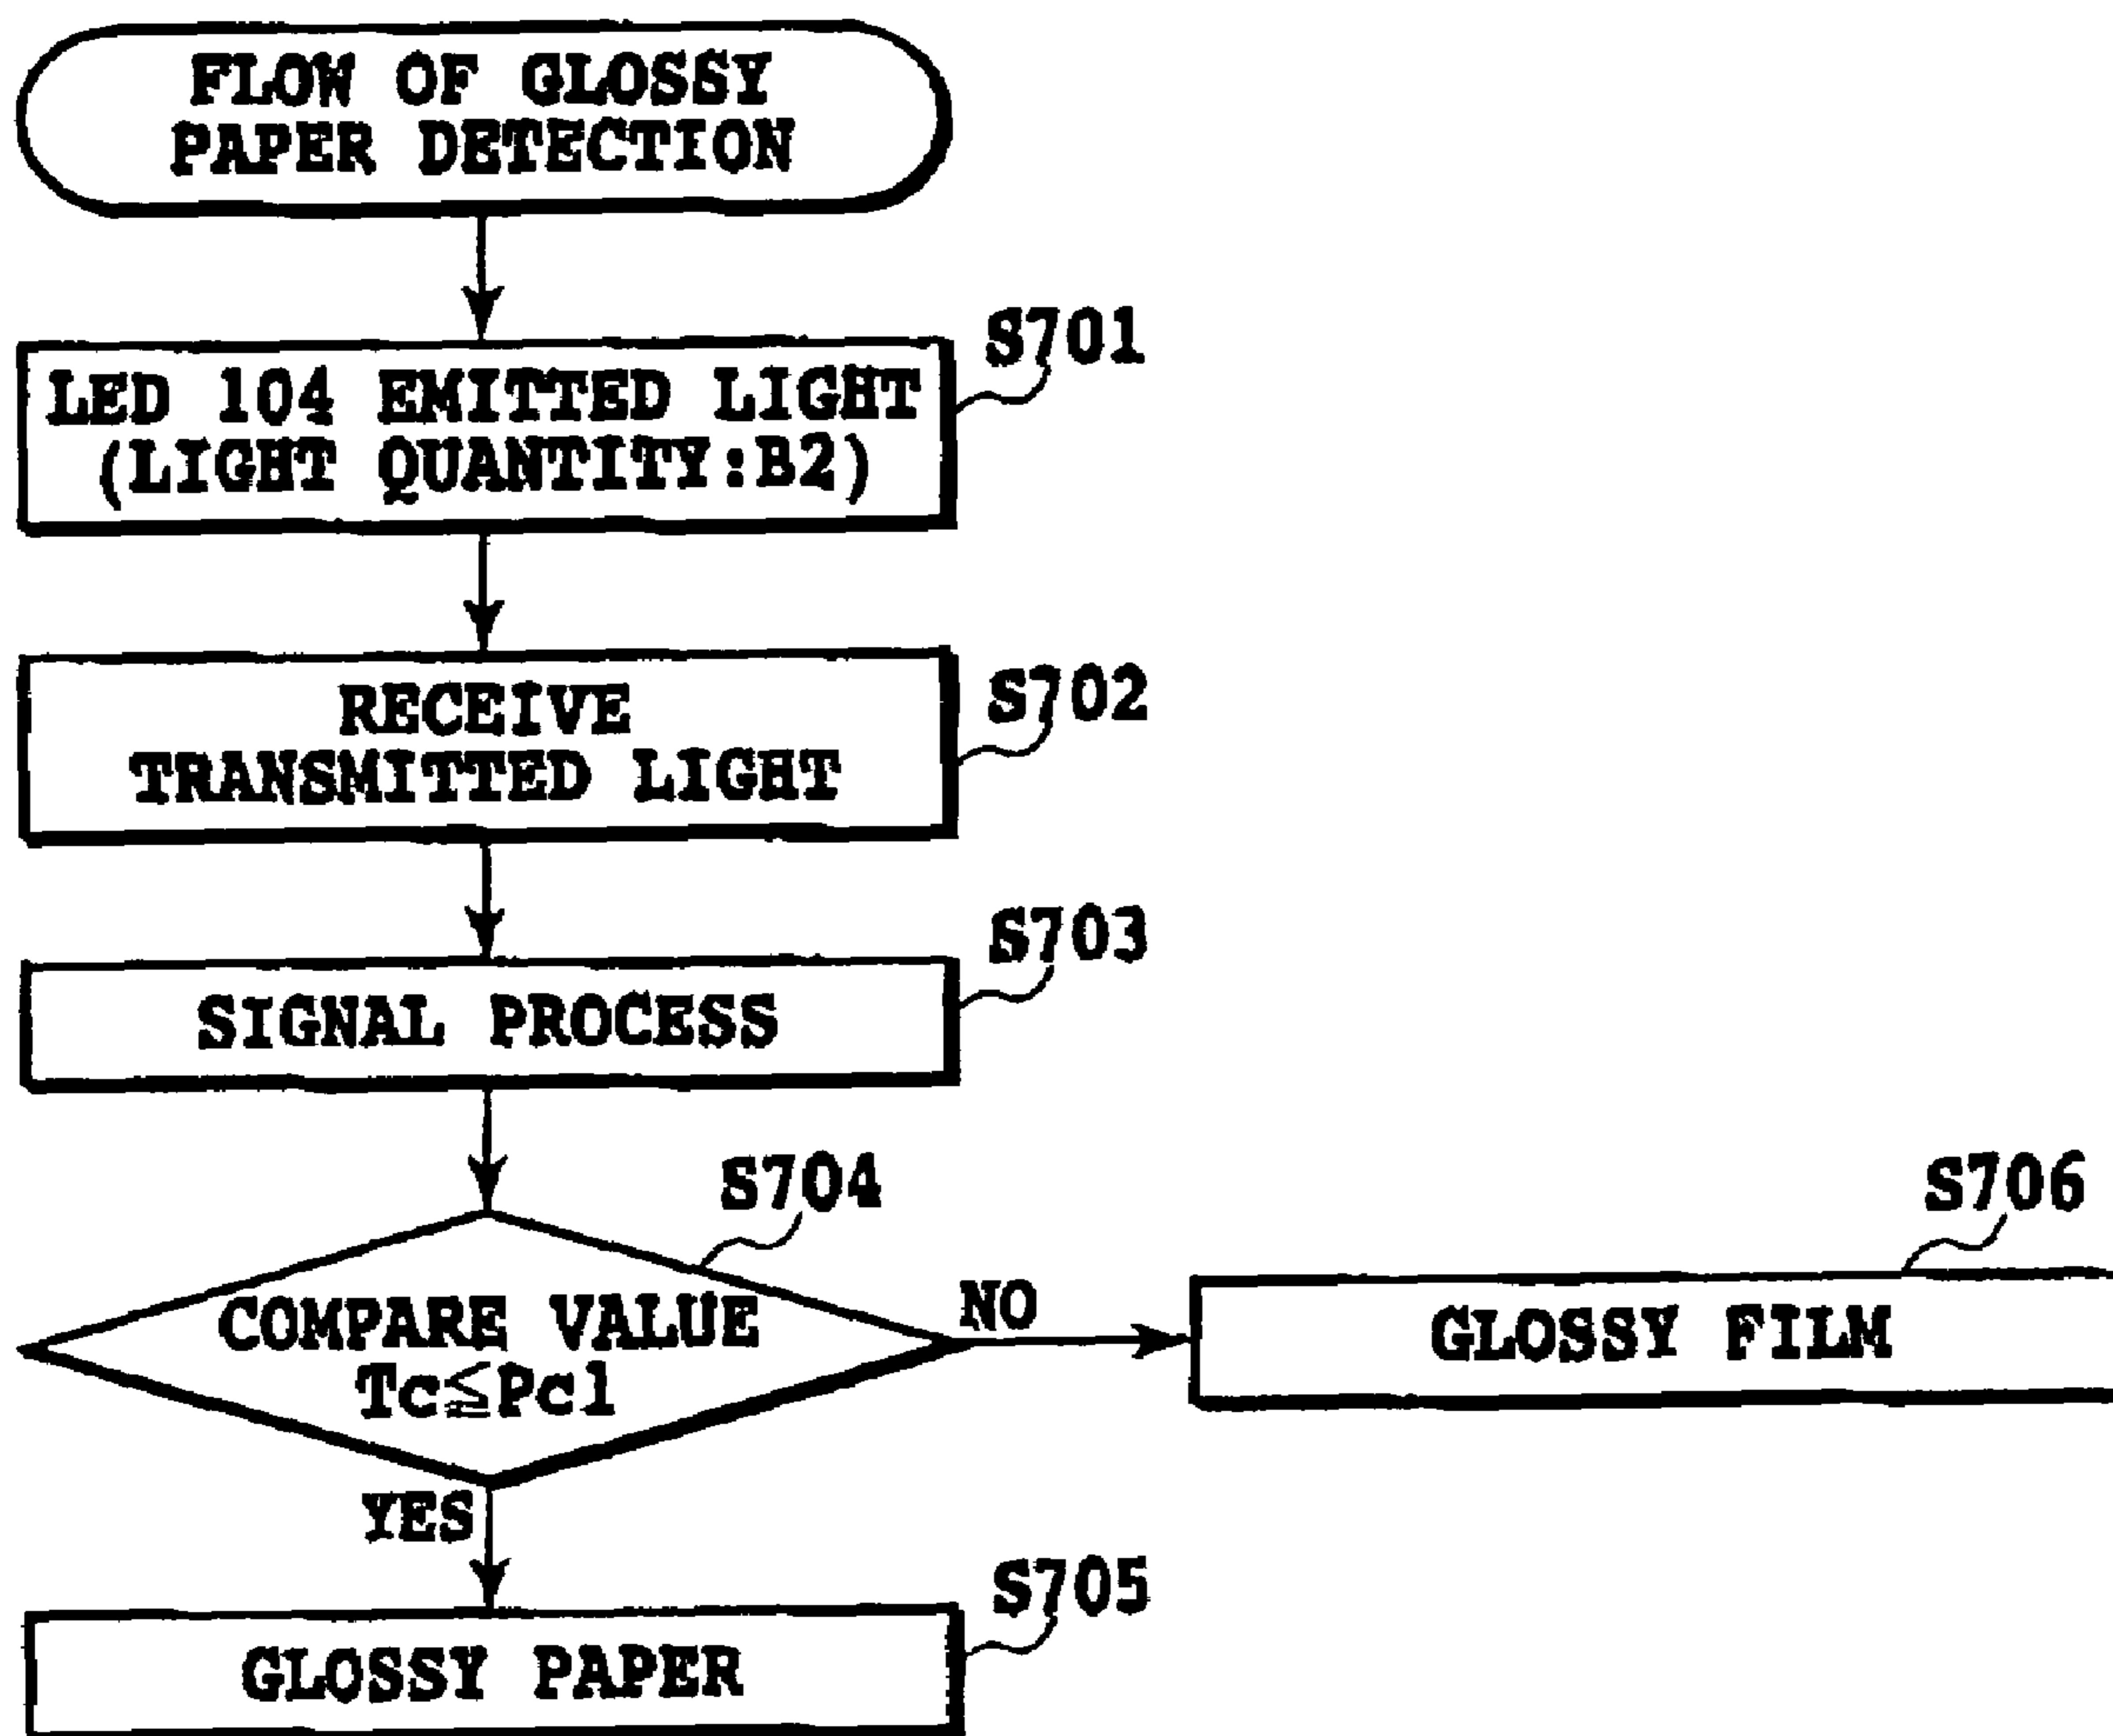 FLOW OF GLOSSY
PAPER DETECTION
S701
LED 104 EMITTED LIGHT
(LIGHT QUANTITY:B2)
S702
RECEIVE
TRANSMITTED LIGHT
S703
SIGNAL PROCESS
S704
COMPARE VALUE
Tc≦Pc1
NO
S706
GLOSSY FILM
YES
S705
GLOSSY PAPER